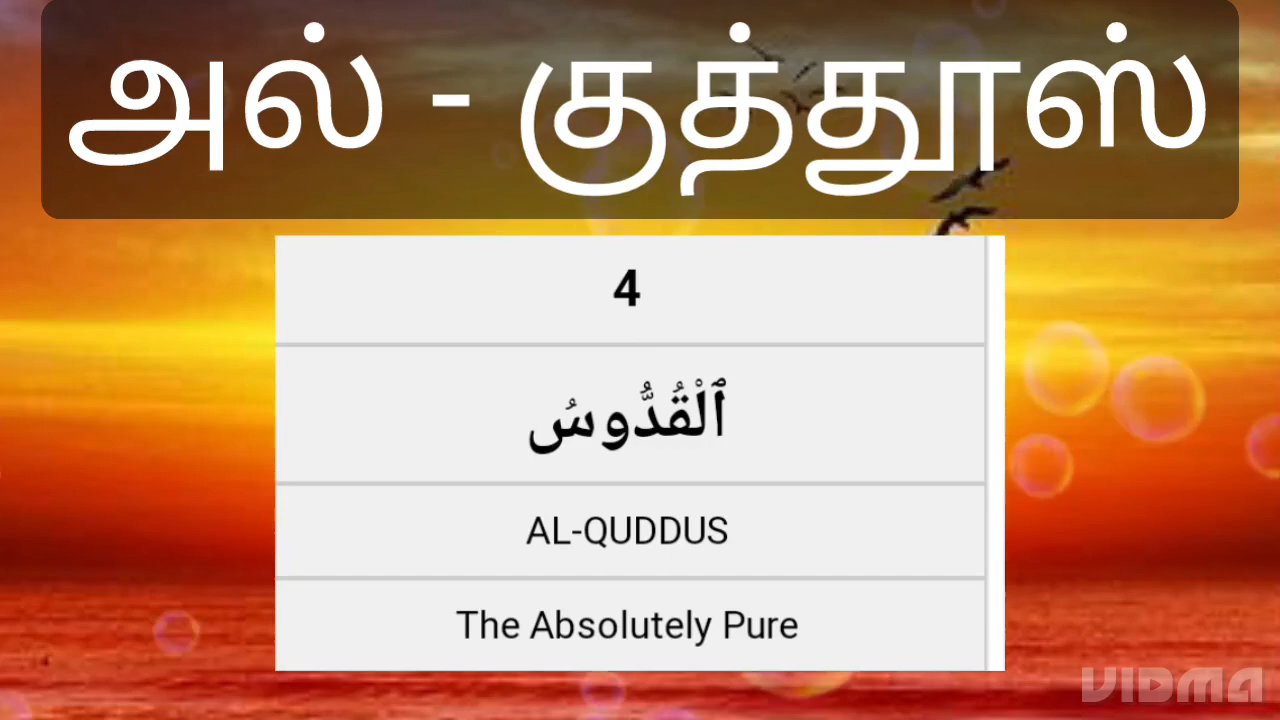 அல் - குத்தூஸ்
4
ٱلْقُدُّوسُ
AL-QUDDUS
The Absolutely Pure
VIDMA